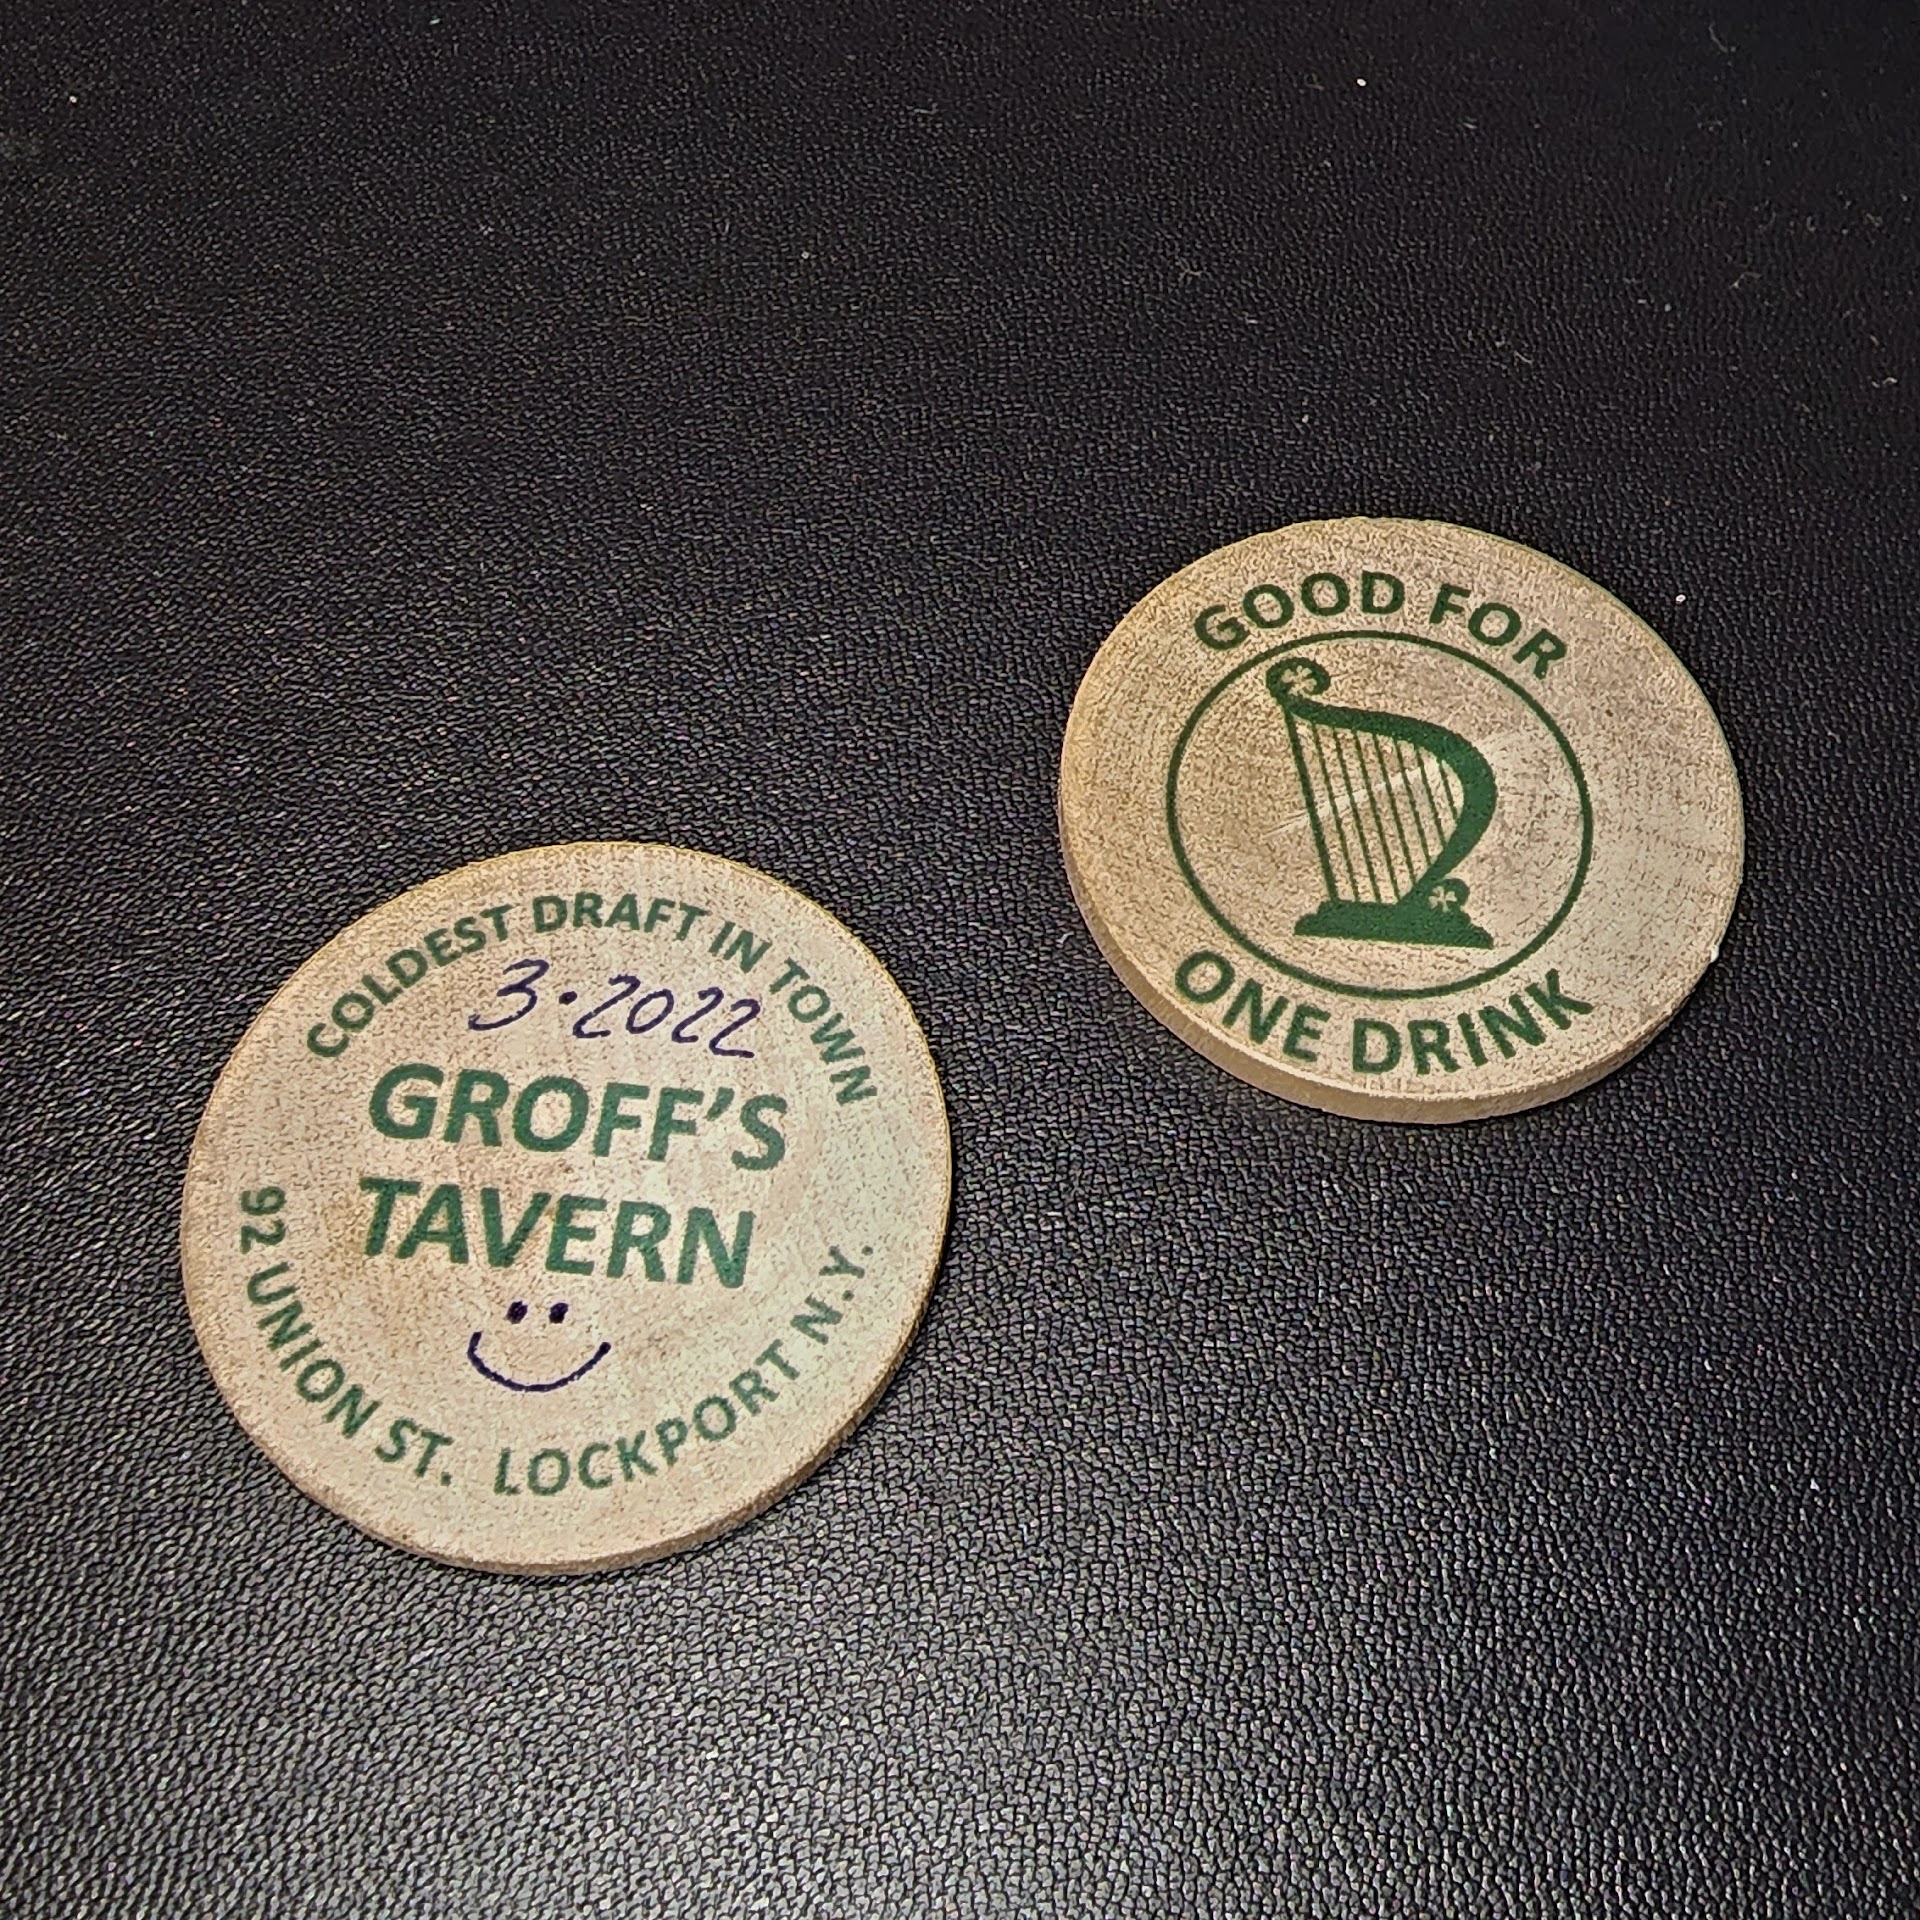 COLDEST DRAFT IN TOWN
3·2022
GROFF'S
TAVERN
92 UNION ST. LOCKPORT N.Y.
GOOD FOR
ONE DRINK